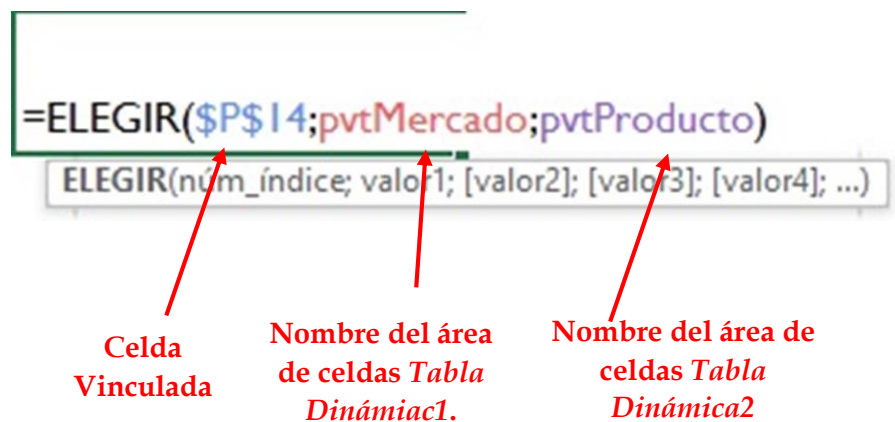 =ELEGIR($P$14;pvtMercado;pvtProducto)
ELEGIR(núm_índice; valor1; [valor2]; [valor3]; [valor4]; ...)
Celda
Vinculada
Nombre del área
de celdas Tabla
Dinámiac1.
Nombre del área de
celdas Tabla
Dinámica2